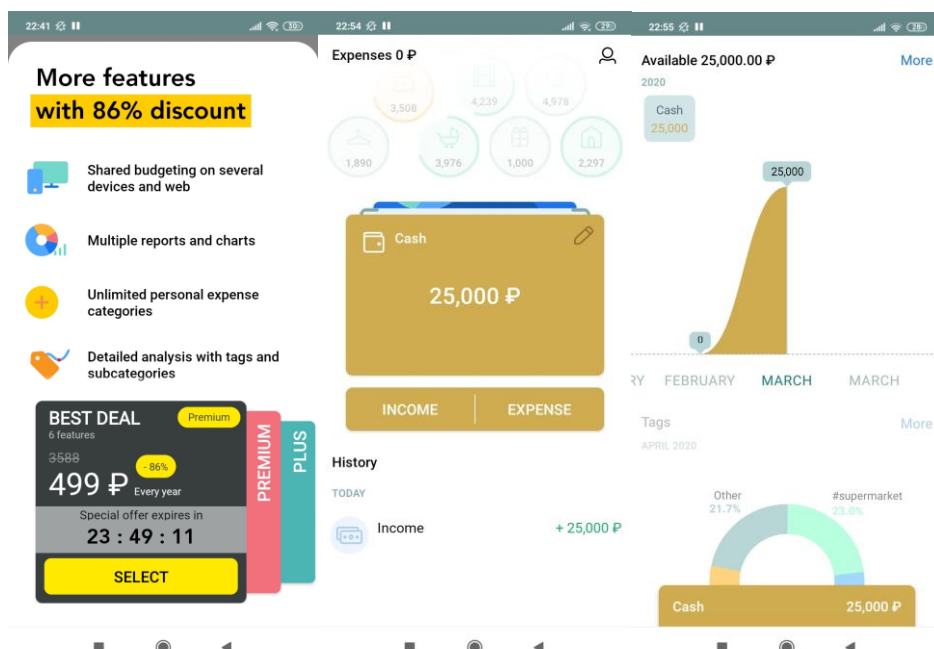 22:41
30
More features
with 86% discount
Shared budgeting on several
devices and web
Multiple reports and charts
Unlimited personal expense
categories
Detailed analysis with tags and
subcategories
BEST DEAL
Premium
6 features
3588
- 86%
499 ₽ Every year
Special offer expires in
23 : 49 : 11
SELECT
PREMIUM
PLUS
22:54
29
Expenses 0 ₽
3,508
4,239
4,978
1,890
3,976
1,000
2,297
Cash
25,000 ₽
INCOME
EXPENSE
History
TODAY
Income
+ 25,000 ₽
22:55
28
Available 25,000.00 ₽
More
2020
Cash
25,000
25,000
0
RY
FEBRUARY
MARCH
MARCH
Tags
More
APRIL 2020
Other
21.7%
#supermarket
23.0%
Cash
25,000 ₽